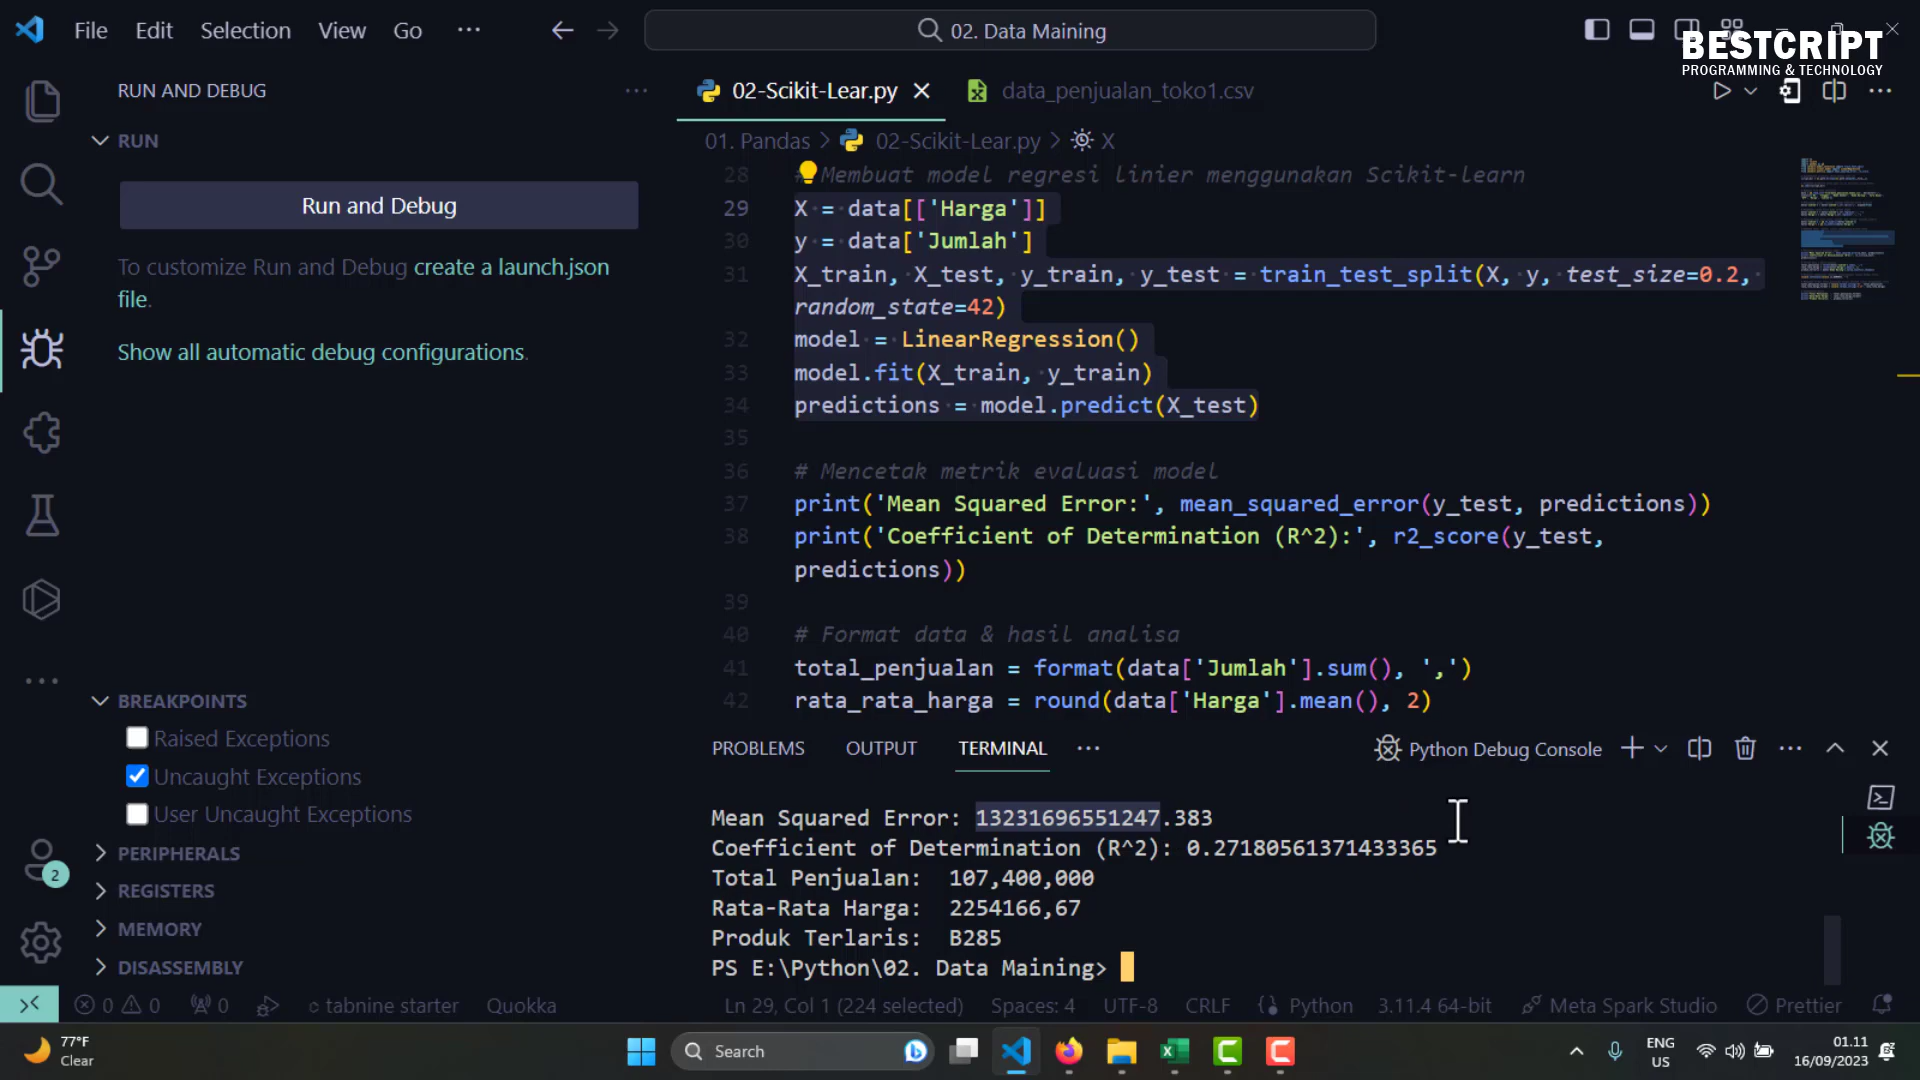 File Edit Selection View Go ···
02. Data Maining
BESTCRIPT
PROGRAMMING & TECHNOLOGY
RUN AND DEBUG
RUN
Run and Debug
To customize Run and Debug create a launch.json
file.
Show all automatic debug configurations.
BREAKPOINTS
Raised Exceptions
Uncaught Exceptions
User Uncaught Exceptions
PERIPHERALS
REGISTERS
MEMORY
DISASSEMBLY
2
02-Scikit-Lear.py
data_penjualan_toko1.csv
01. Pandas > 02-Scikit-Lear.py > X
28 # Membuat model regresi linier menggunakan Scikit-learn
29 X = data[['Harga']]
30 y = data['Jumlah']
31 X_train, X_test, y_train, y_test = train_test_split(X, y, test_size=0.2,
random_state=42)
32 model = LinearRegression()
33 model.fit(X_train, y_train)
34 predictions = model.predict(X_test)
35
36 # Mencetak metrik evaluasi model
37 print('Mean Squared Error:', mean_squared_error(y_test, predictions))
38 print('Coefficient of Determination (R^2):', r2_score(y_test,
predictions))
39
40 # Format data & hasil analisa
41 total_penjualan = format(data['Jumlah'].sum(), ',')
42 rata_rata_harga = round(data['Harga'].mean(), 2)
PROBLEMS OUTPUT TERMINAL ··· Python Debug Console
Mean Squared Error: 13231696551247.383
Coefficient of Determination (R^2): 0.27180561371433365
Total Penjualan: 107,400,000
Rata-Rata Harga: 2254166,67
Produk Terlaris: B285
PS E:\Python\02. Data Maining>
0 0 0 tabnine starter Quokka Ln 29, Col 1 (224 selected) Spaces: 4 UTF-8 CRLF Python 3.11.4 64-bit Meta Spark Studio Prettier
77°F
Clear
Search
ENG
US
01.11
16/09/2023